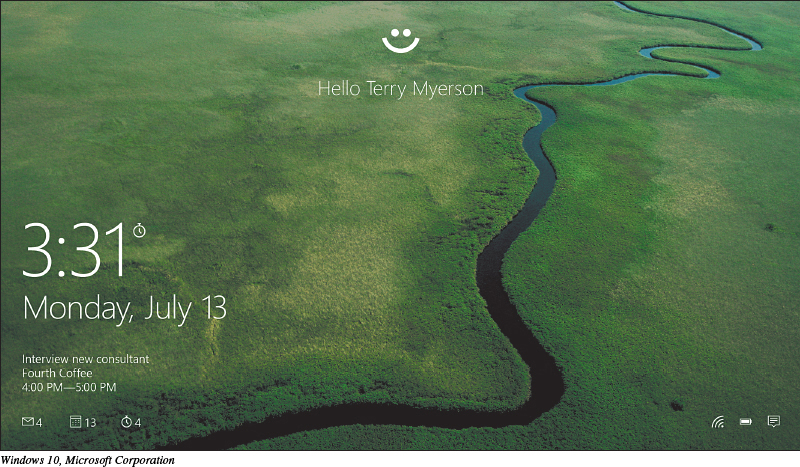 Hello Terry Myerson
3:31
Monday, July 13
Interview new consultant
Fourth Coffee
4:00 PM—5:00 PM
4 13 4
Windows 10, Microsoft Corporation